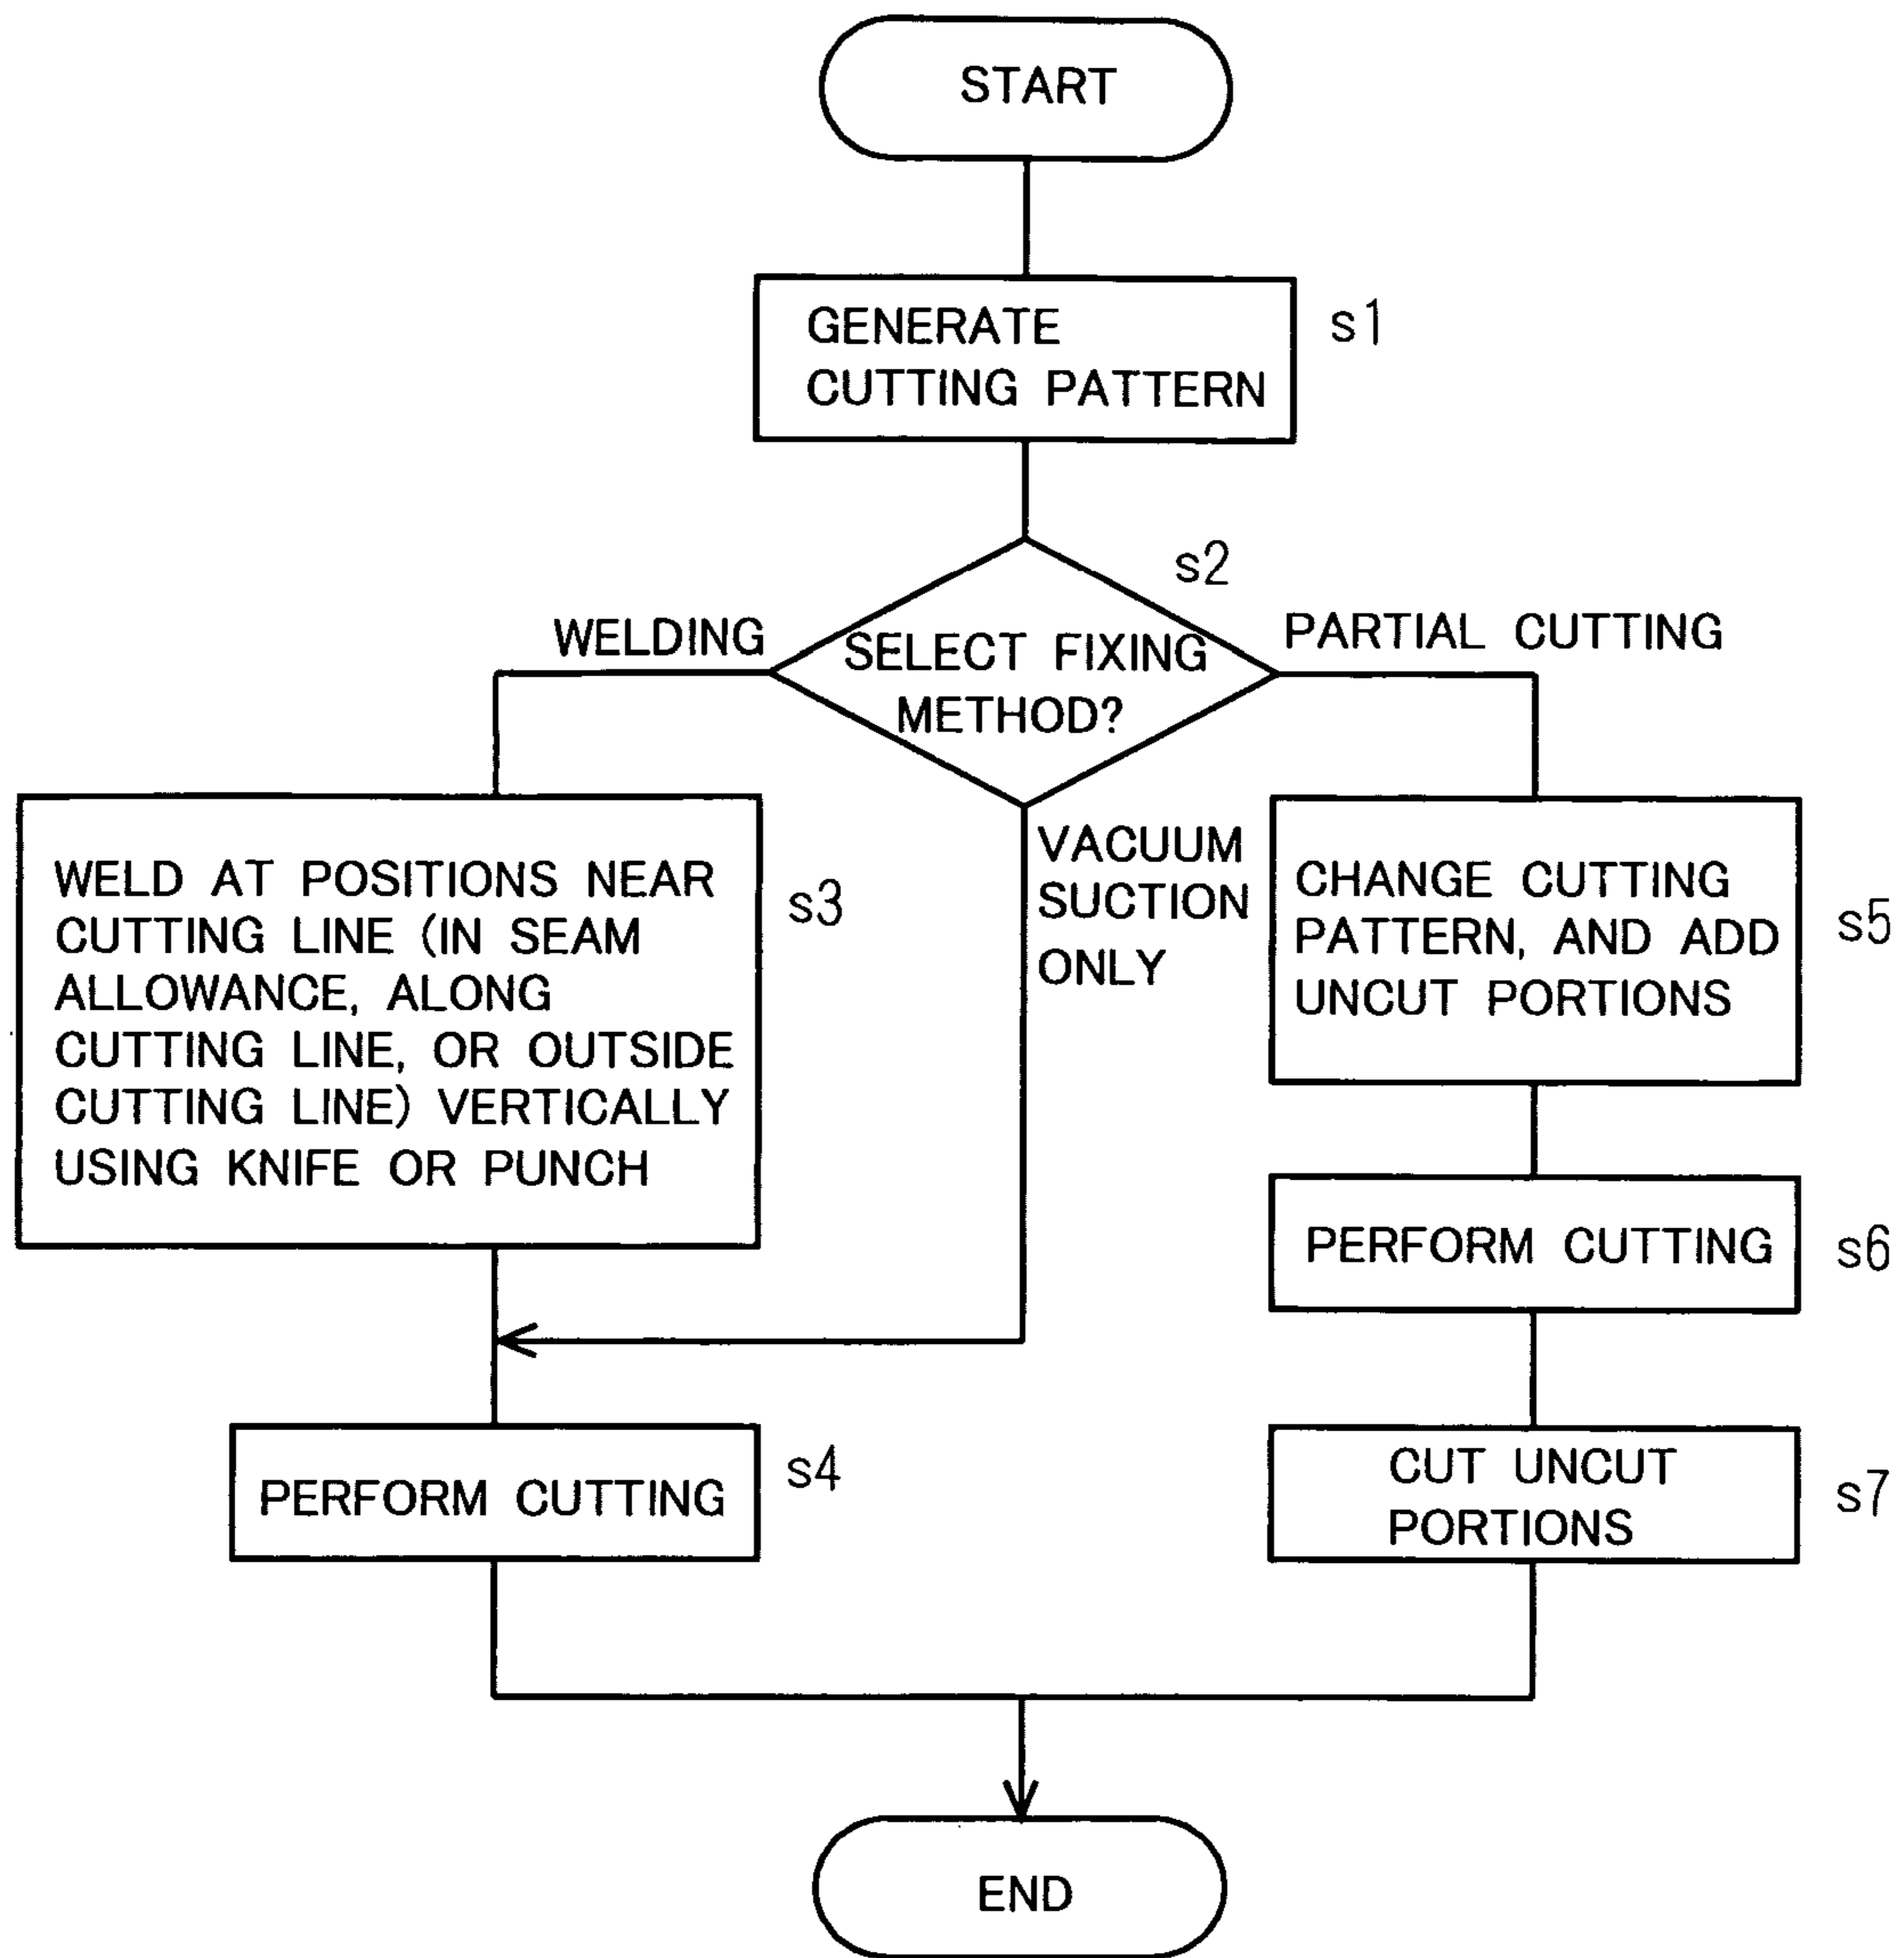 START
GENERATE
CUTTING PATTERN
s1
s2
WELDING
SELECT FIXING
METHOD?
PARTIAL CUTTING
WELD AT POSITIONS NEAR
CUTTING LINE (IN SEAM
ALLOWANCE, ALONG
CUTTING LINE, OR OUTSIDE
CUTTING LINE) VERTICALLY
USING KNIFE OR PUNCH
s3
VACUUM
SUCTION
ONLY
CHANGE CUTTING
PATTERN, AND ADD
UNCUT PORTIONS
s5
PERFORM CUTTING
s6
PERFORM CUTTING
s4
CUT UNCUT
PORTIONS
s7
END